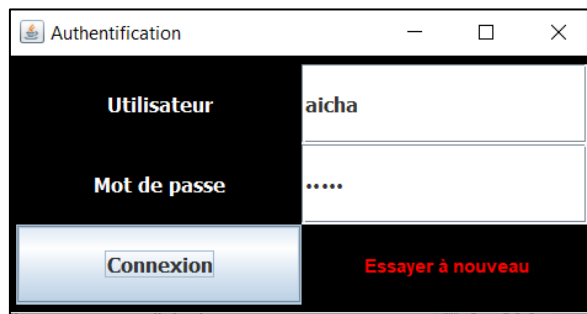 Authentification
Utilisateur
aicha
Mot de passe
•••••
Connexion
Essayer à nouveau